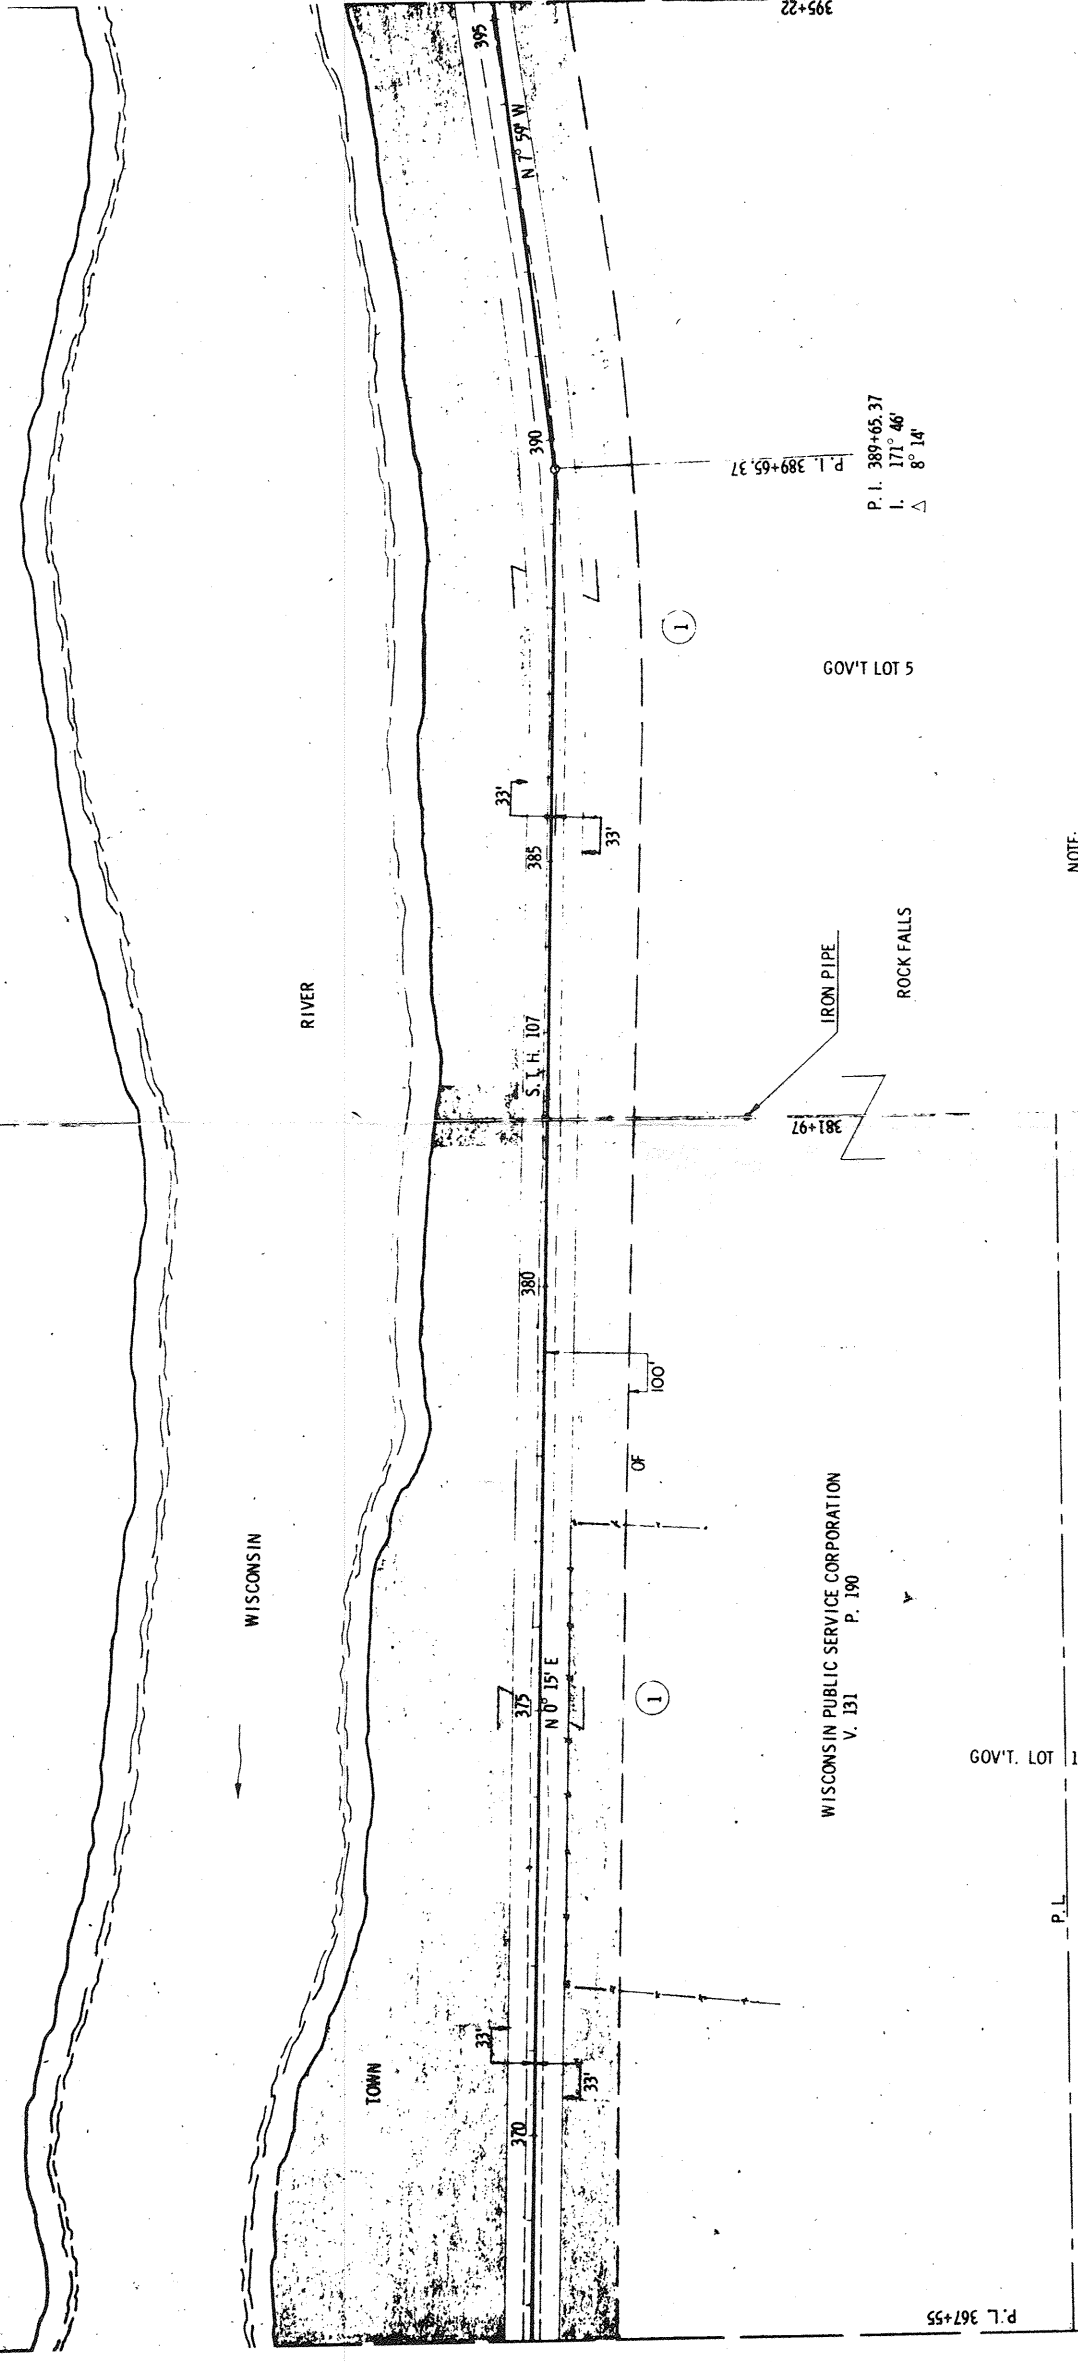 WISCONSIN
RIVER
TOWN
OF
ROCK FALLS
370
375
380
385
390
395
33'
33'
33'
33'
100'
N 0° 15' E
S. T. H. 107
N 7° 59' W
1
1
WISCONSIN PUBLIC SERVICE CORPORATION
V. 131 P. 190
IRON PIPE
381+97
P. I. 389+65.37
P. I. 389+65.37
I. 171° 46'
△ 8° 14'
395+22
GOV'T LOT 5
GOV'T. LOT 1
P. L.
P. L. 367+55
NOTE: